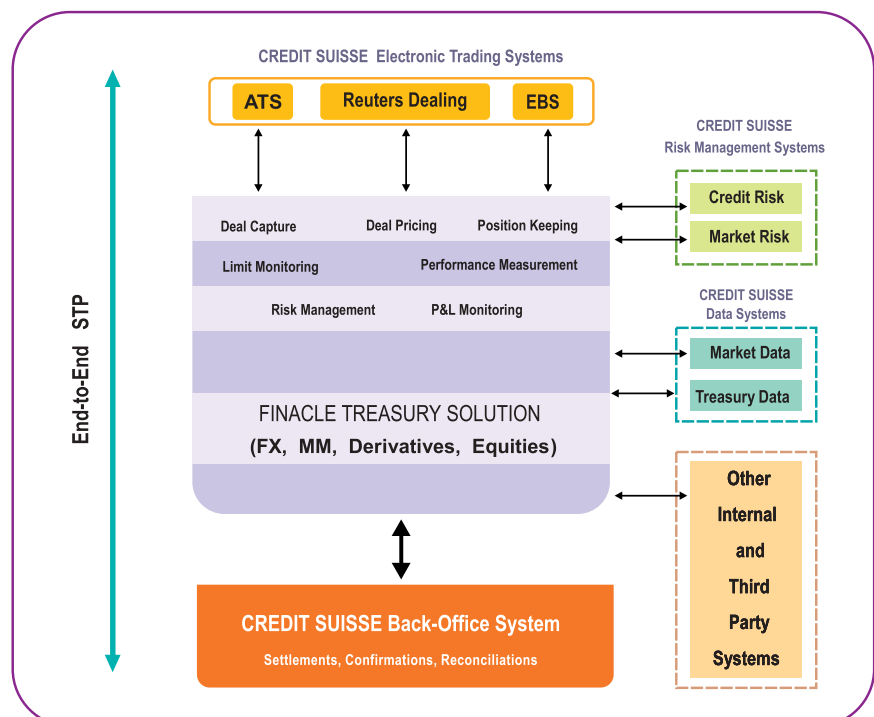 CREDIT SUISSE Electronic Trading Systems
ATS
Reuters Dealing
EBS
CREDIT SUISSE
Risk Management Systems
Credit Risk
Market Risk
Deal Capture
Deal Pricing
Position Keeping
Limit Monitoring
Performance Measurement
Risk Management
P&L Monitoring
CREDIT SUISSE
Data Systems
Market Data
Treasury Data
End-to-End STP
FINACLE TREASURY SOLUTION
(FX, MM, Derivatives, Equities)
Other
Internal
and
Third
Party
Systems
CREDIT SUISSE Back-Office System
Settlements, Confirmations, Reconciliations